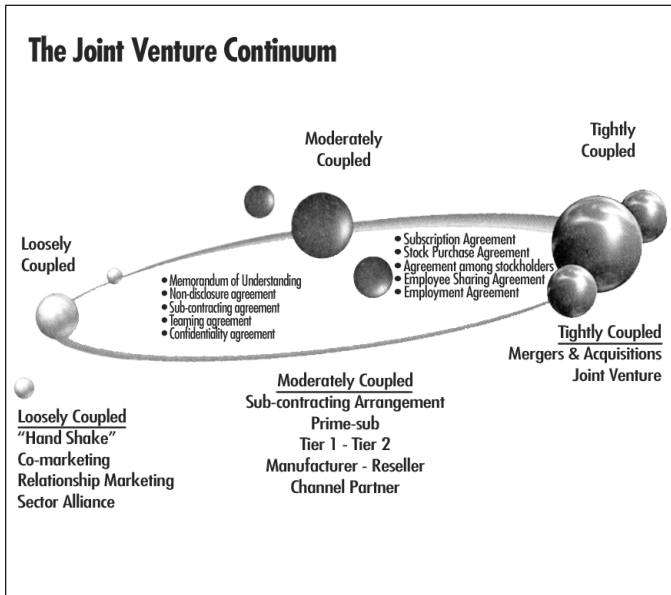 The Joint Venture Continuum
Moderately
Coupled
Tightly
Coupled
Loosely
Coupled
• Memorandum of Understanding
• Non-disclosure agreement
• Sub-contracting agreement
• Teaming agreement
• Confidentiality agreement
• Subscription Agreement
• Stock Purchase Agreement
• Agreement among stockholders
• Employee Sharing Agreement
• Employment Agreement
Loosely Coupled
“Hand Shake”
Co-marketing
Relationship Marketing
Sector Alliance
Moderately Coupled
Sub-contracting Arrangement
Prime-sub
Tier 1 - Tier 2
Manufacturer - Reseller
Channel Partner
Tightly Coupled
Mergers & Acquisitions
Joint Venture